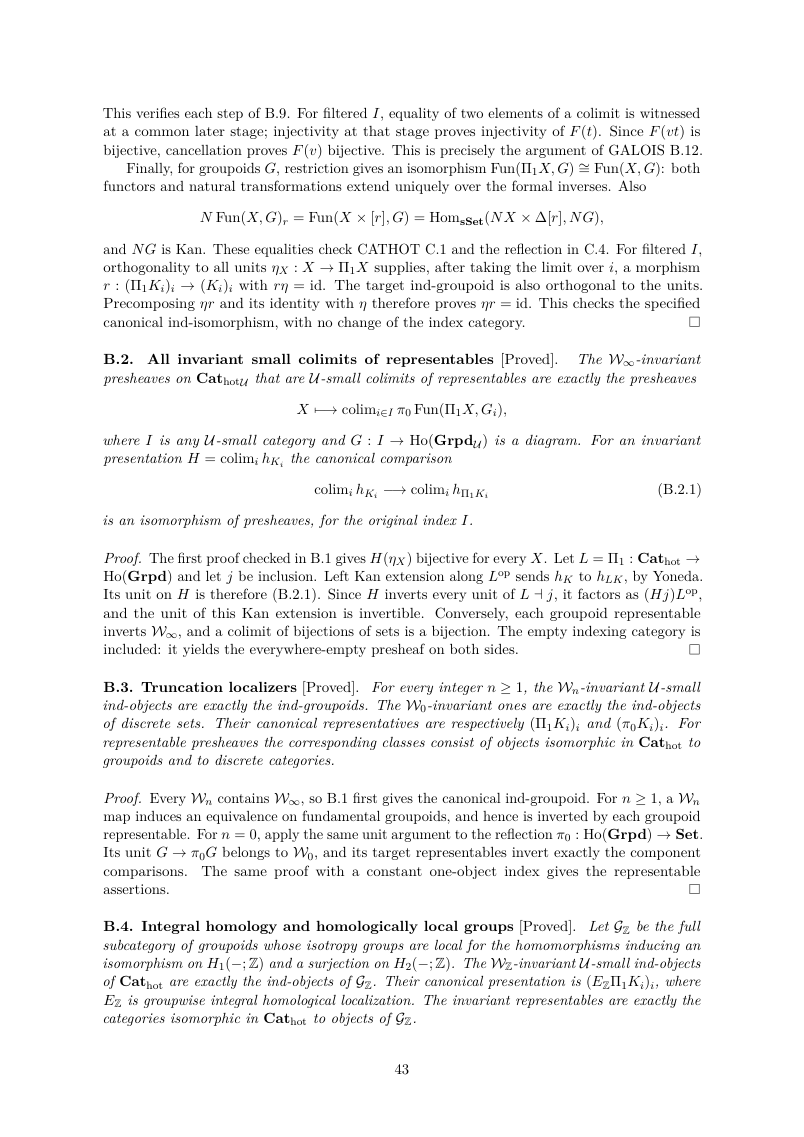 This verifies each step of B.9. For filtered I, equality of two elements of a colimit is witnessed
at a common later stage; injectivity at that stage proves injectivity of F(t). Since F(vt) is
bijective, cancellation proves F(v) bijective. This is precisely the argument of GALOIS B.12.
Finally, for groupoids G, restriction gives an isomorphism Fun(Π₁X, G) ≅ Fun(X, G): both
functors and natural transformations extend uniquely over the formal inverses. Also
N Fun(X, G)ᵣ = Fun(X × [r], G) = Hom_sSet(NX × Δ[r], NG),
and NG is Kan. These equalities check CATHOT C.1 and the reflection in C.4. For filtered I,
orthogonality to all units η_X : X → Π₁X supplies, after taking the limit over i, a morphism
r : (Π₁Kᵢ)ᵢ → (Kᵢ)ᵢ with rη = id. The target ind-groupoid is also orthogonal to the units.
Precomposing ηr and its identity with η therefore proves ηr = id. This checks the specified
canonical ind-isomorphism, with no change of the index category. □
B.2. All invariant small colimits of representables [Proved]. The W_∞-invariant
presheaves on Cat_hot𝒰 that are 𝒰-small colimits of representables are exactly the presheaves
X ⟼ colim_{i∈I} π₀ Fun(Π₁X, Gᵢ),
where I is any 𝒰-small category and G : I → Ho(Grpd_𝒰) is a diagram. For an invariant
presentation H = colimᵢ h_{Kᵢ} the canonical comparison
colimᵢ h_{Kᵢ} ⟶ colimᵢ h_{Π₁Kᵢ} (B.2.1)
is an isomorphism of presheaves, for the original index I.
Proof. The first proof checked in B.1 gives H(η_X) bijective for every X. Let L = Π₁ : Cat_hot →
Ho(Grpd) and let j be inclusion. Left Kan extension along L^op sends h_K to h_{LK}, by Yoneda.
Its unit on H is therefore (B.2.1). Since H inverts every unit of L ⊣ j, it factors as (Hj)L^op,
and the unit of this Kan extension is invertible. Conversely, each groupoid representable
inverts W_∞, and a colimit of bijections of sets is a bijection. The empty indexing category is
included: it yields the everywhere-empty presheaf on both sides. □
B.3. Truncation localizers [Proved]. For every integer n ≥ 1, the W_n-invariant 𝒰-small
ind-objects are exactly the ind-groupoids. The W₀-invariant ones are exactly the ind-objects
of discrete sets. Their canonical representatives are respectively (Π₁Kᵢ)ᵢ and (π₀Kᵢ)ᵢ. For
representable presheaves the corresponding classes consist of objects isomorphic in Cat_hot to
groupoids and to discrete categories.
Proof. Every W_n contains W_∞, so B.1 first gives the canonical ind-groupoid. For n ≥ 1, a W_n
map induces an equivalence on fundamental groupoids, and hence is inverted by each groupoid
representable. For n = 0, apply the same unit argument to the reflection π₀ : Ho(Grpd) → Set.
Its unit G → π₀G belongs to W₀, and its target representables invert exactly the component
comparisons. The same proof with a constant one-object index gives the representable
assertions. □
B.4. Integral homology and homologically local groups [Proved]. Let 𝒢_ℤ be the full
subcategory of groupoids whose isotropy groups are local for the homomorphisms inducing an
isomorphism on H₁(−; ℤ) and a surjection on H₂(−; ℤ). The W_ℤ-invariant 𝒰-small ind-objects
of Cat_hot are exactly the ind-objects of 𝒢_ℤ. Their canonical presentation is (E_ℤΠ₁Kᵢ)ᵢ, where
E_ℤ is groupwise integral homological localization. The invariant representables are exactly the
categories isomorphic in Cat_hot to objects of 𝒢_ℤ.
43